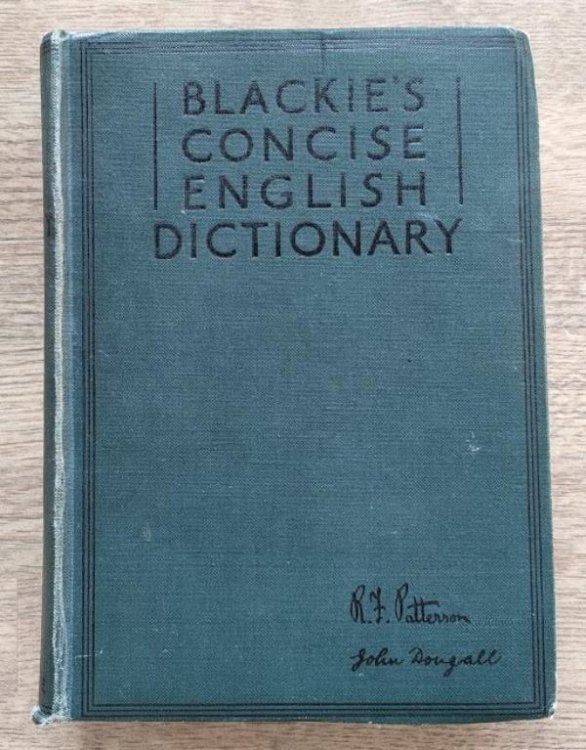 BLACKIE'S
CONCISE
ENGLISH
DICTIONARY
R.F. Patterson
John Dougall